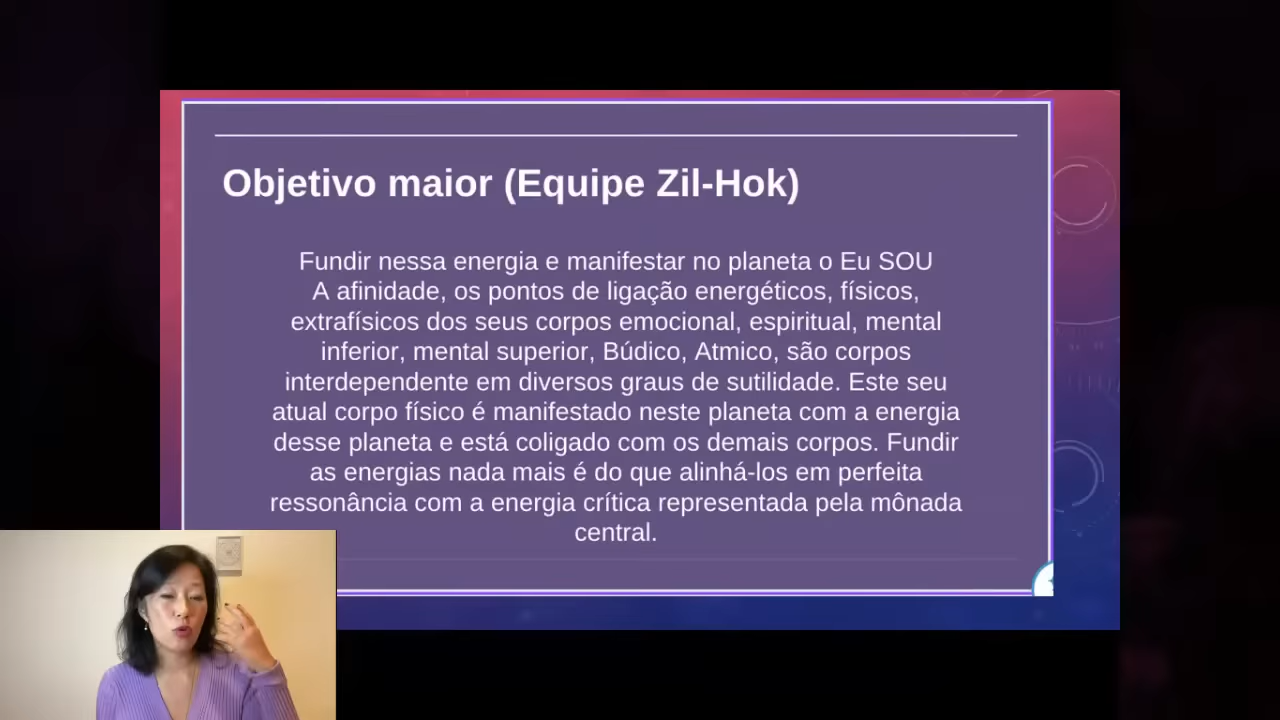 Objetivo maior (Equipe Zil-Hok)
Fundir nessa energia e manifestar no planeta o Eu SOU
A afinidade, os pontos de ligação energéticos, físicos,
extrafísicos dos seus corpos emocional, espiritual, mental
inferior, mental superior, Búdico, Atmico, são corpos
interdependente em diversos graus de sutilidade. Este seu
atual corpo físico é manifestado neste planeta com a energia
desse planeta e está coligado com os demais corpos. Fundir
as energias nada mais é do que alinhá-los em perfeita
ressonância com a energia crítica representada pela mônada
central.